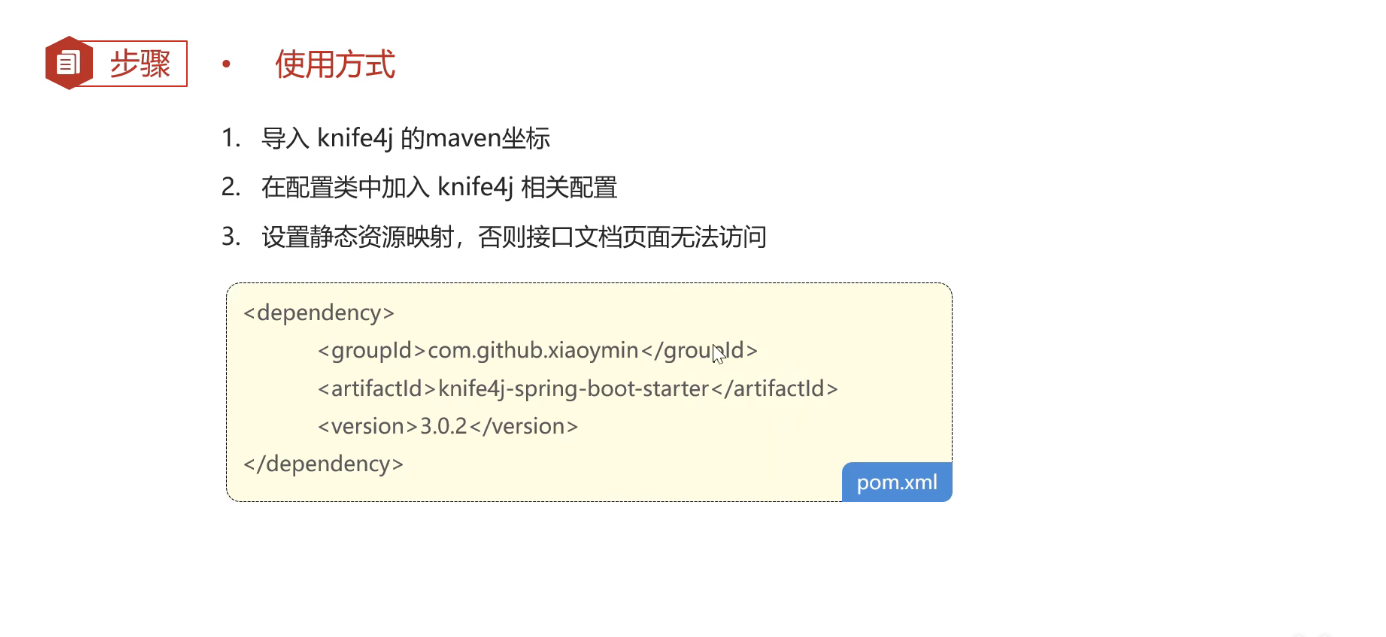 步骤 • 使用方式
1. 导入 knife4j 的maven坐标
2. 在配置类中加入 knife4j 相关配置
3. 设置静态资源映射，否则接口文档页面无法访问
<dependency>
<groupId>com.github.xiaoymin</groupId>
<artifactId>knife4j-spring-boot-starter</artifactId>
<version>3.0.2</version>
</dependency>
pom.xml